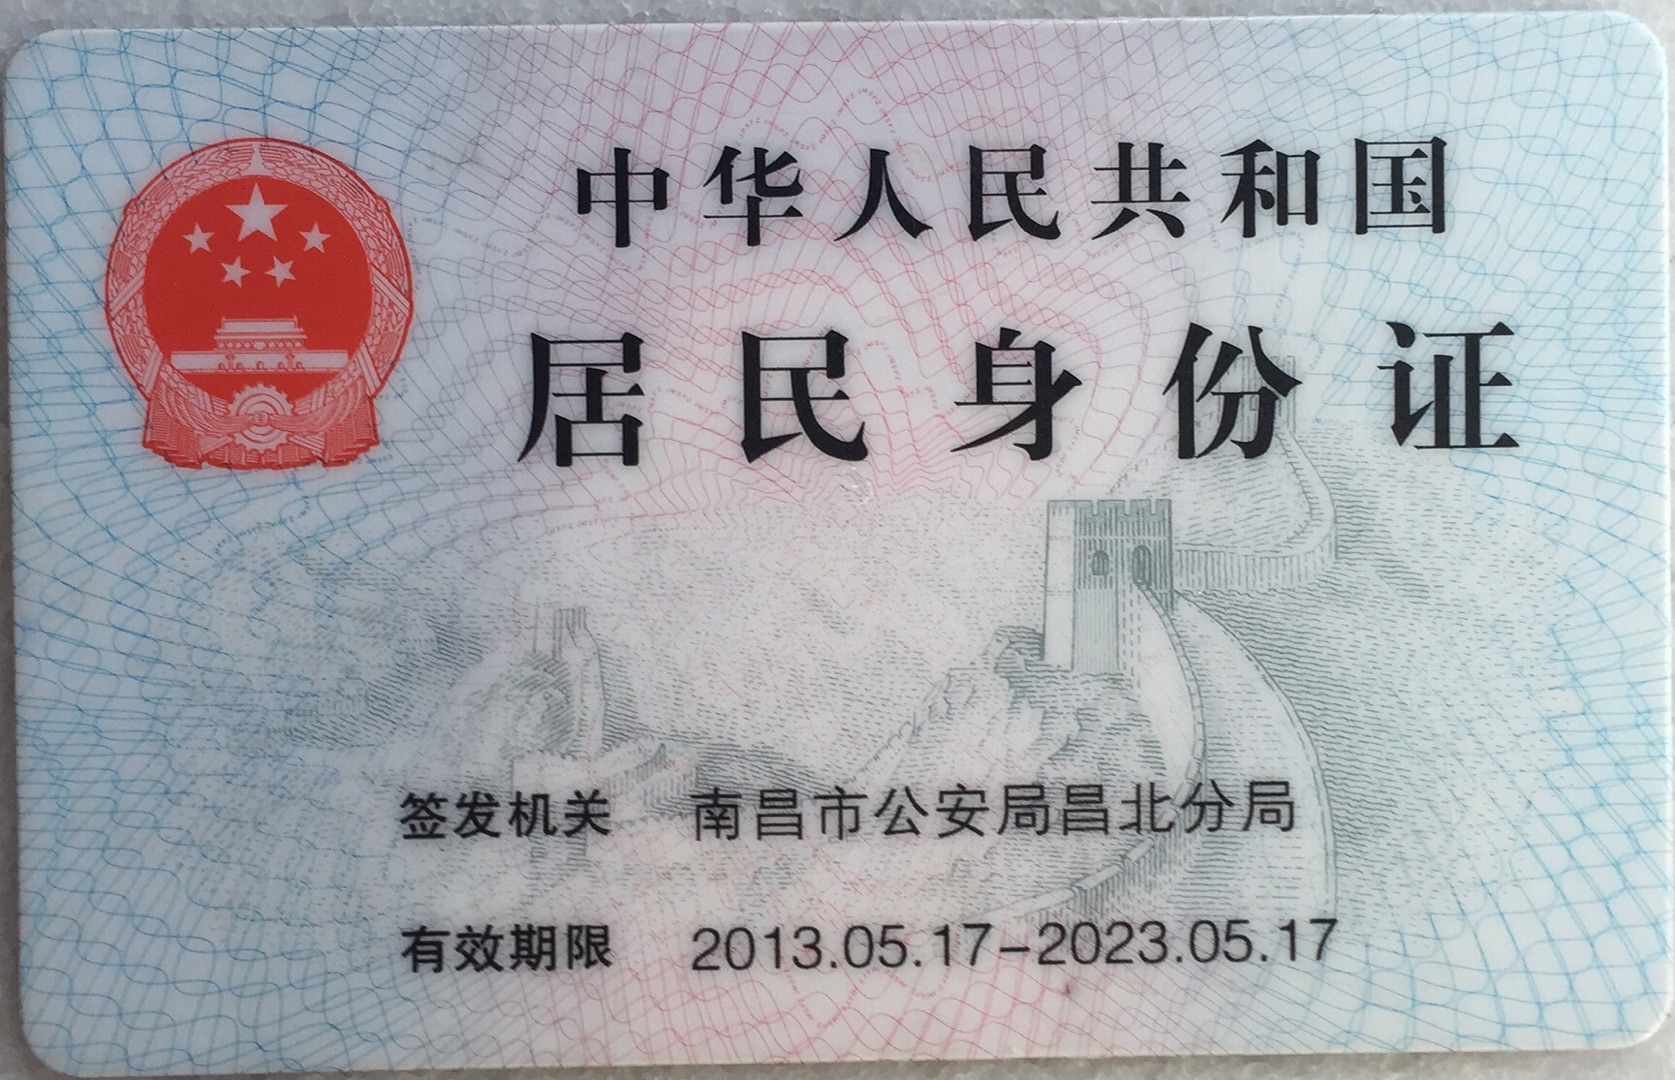 中华人民共和国
居民身份证
签发机关 南昌市公安局昌北分局
有效期限 2013.05.17-2023.05.17